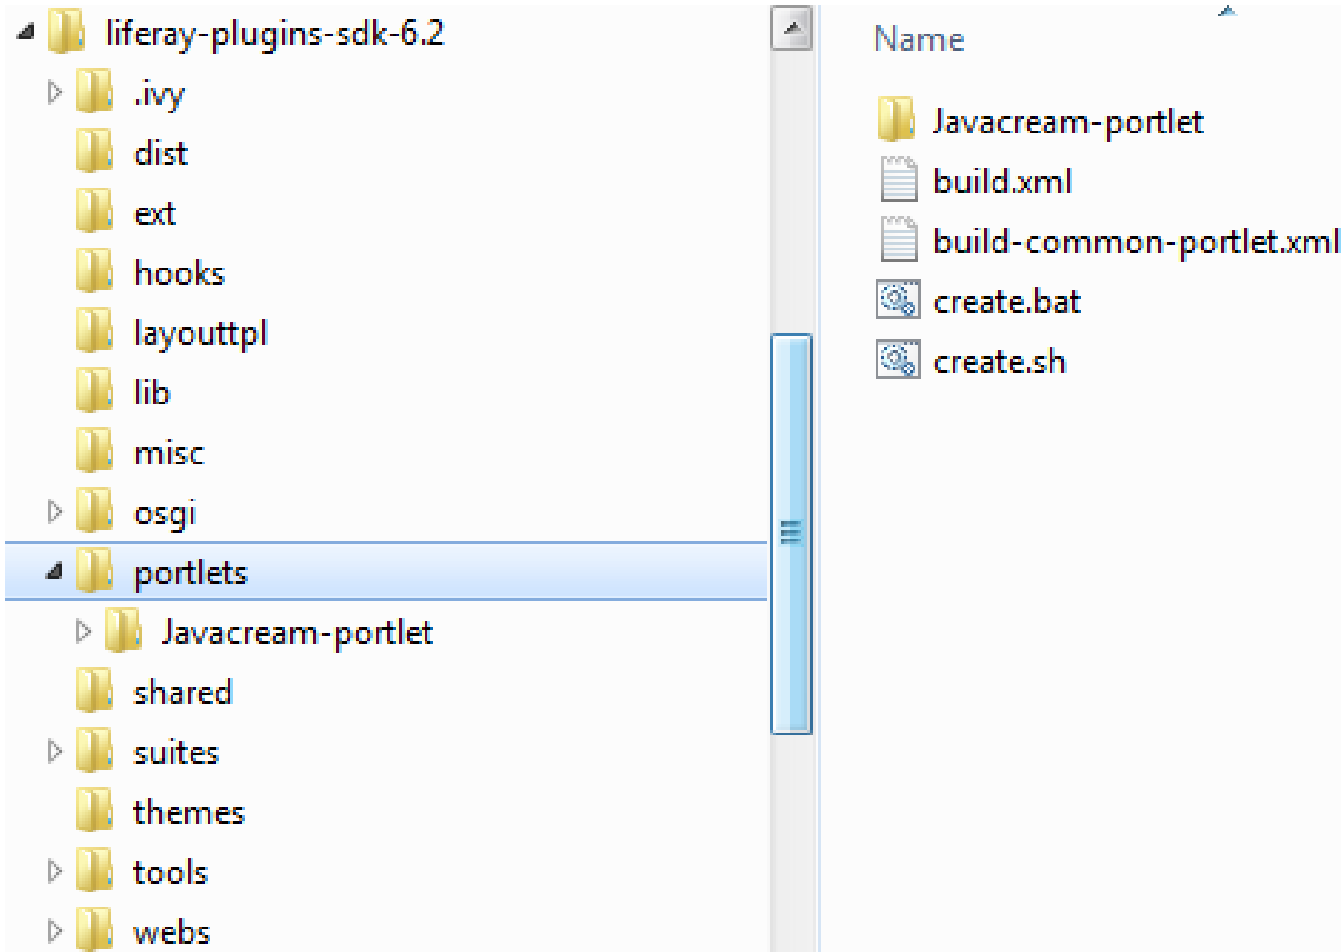 liferay-plugins-sdk-6.2
.ivy
dist
ext
hooks
layouttpl
lib
misc
osgi
portlets
Javacream-portlet
shared
suites
themes
tools
webs
Name
Javacream-portlet
build.xml
build-common-portlet.xml
create.bat
create.sh